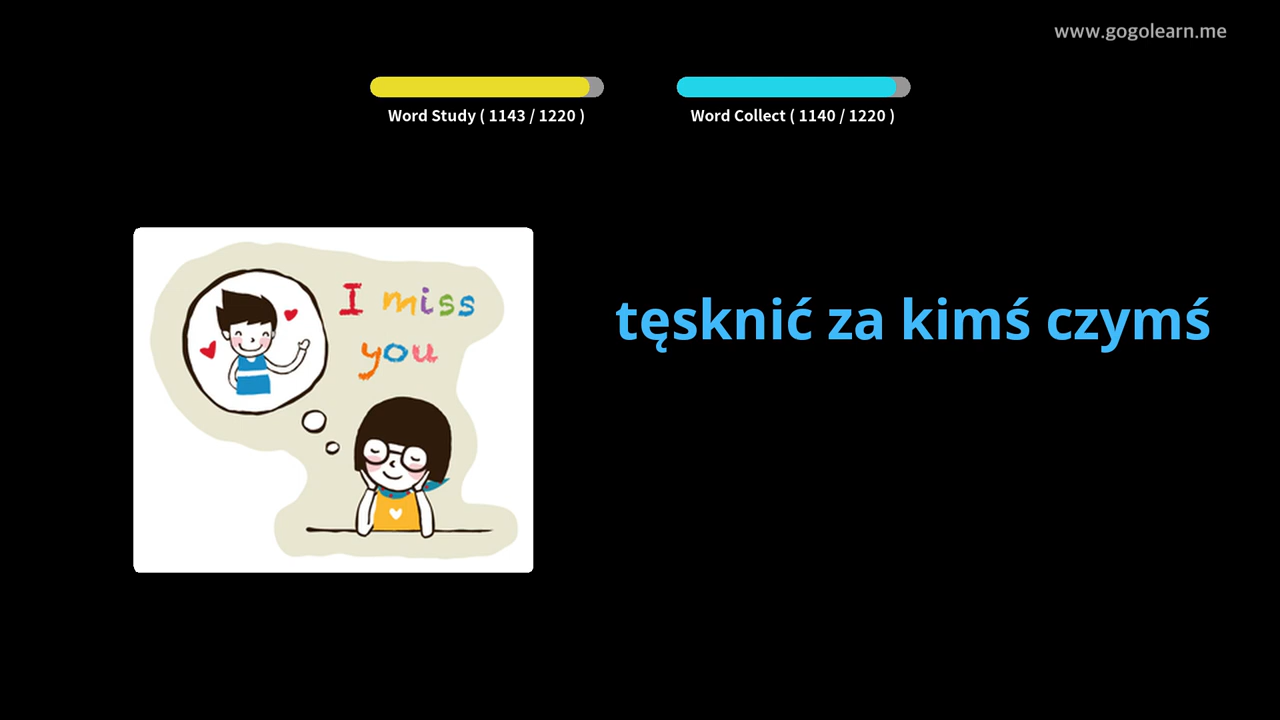 www.gogolearn.me
Word Study ( 1143 / 1220 )
Word Collect ( 1140 / 1220 )
I miss
you
tęsknić za kimś czymś